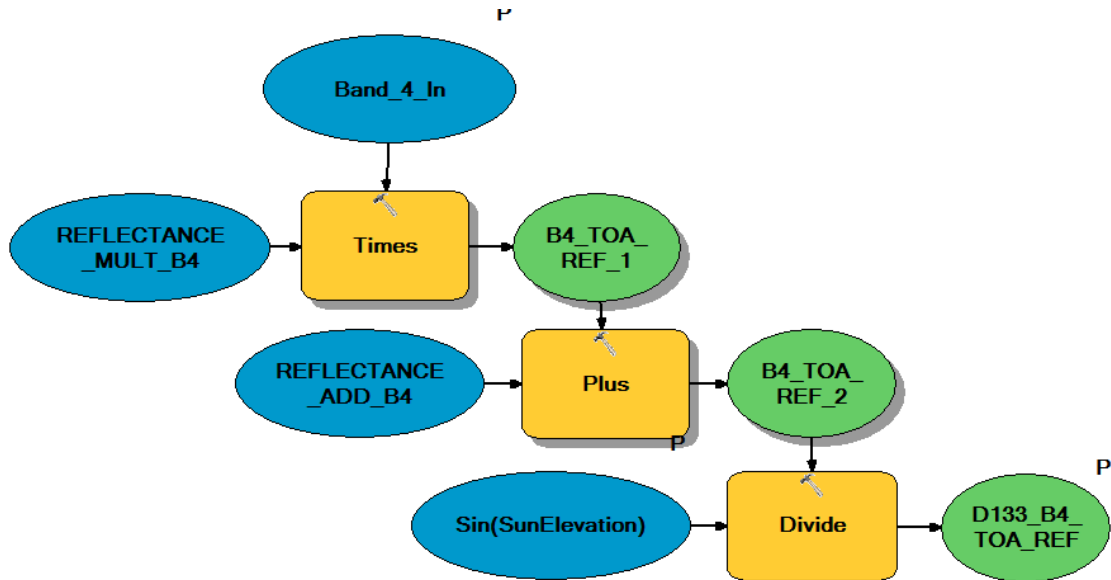 P
Band_4_In
REFLECTANCE
_MULT_B4
Times
B4_TOA_
REF_1
REFLECTANCE
_ADD_B4
Plus
B4_TOA_
REF_2
P
Sin(SunElevation)
Divide
P
D133_B4_
TOA_REF